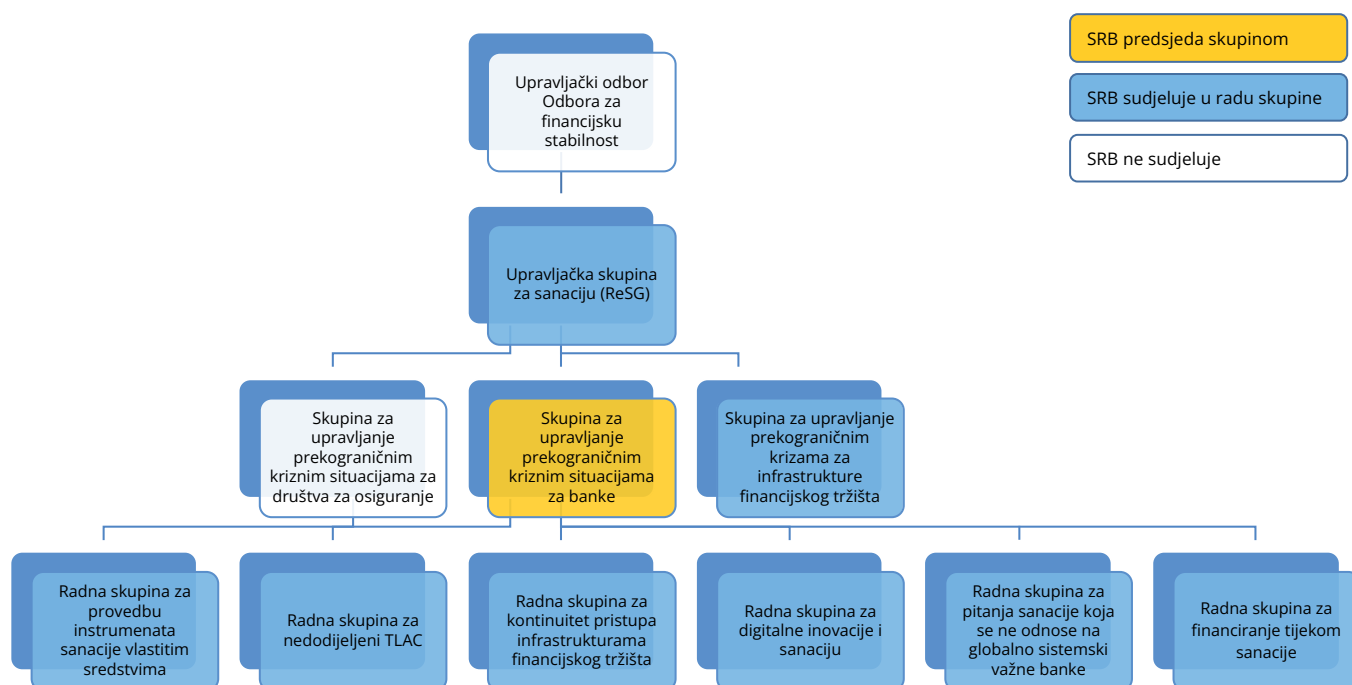 SRB predsjeda skupinom
SRB sudjeluje u radu skupine
SRB ne sudjeluje
Upravljački odbor
Odbora za
financijsku
stabilnost
Upravljačka skupina
za sanaciju (ReSG)
Skupina za
upravljanje
prekograničnim
kriznim situacijama za
društva za osiguranje
Skupina za
upravljanje
prekograničnim
kriznim situacijama
za banke
Skupina za upravljanje
prekograničnim
krizama za
infrastrukture
financijskog tržišta
Radna skupina za
provedbu
instrumenata
sanacije vlastitim
sredstvima
Radna skupina za
nedodijeljeni TLAC
Radna skupina za
kontinuitet pristupa
infrastrukturama
financijskog tržišta
Radna skupina za
digitalne inovacije i
sanaciju
Radna skupina za
pitanja sanacije koja
se ne odnose na
globalno sistemski
važne banke
Radna skupina za
financiranje tijekom
sanacije